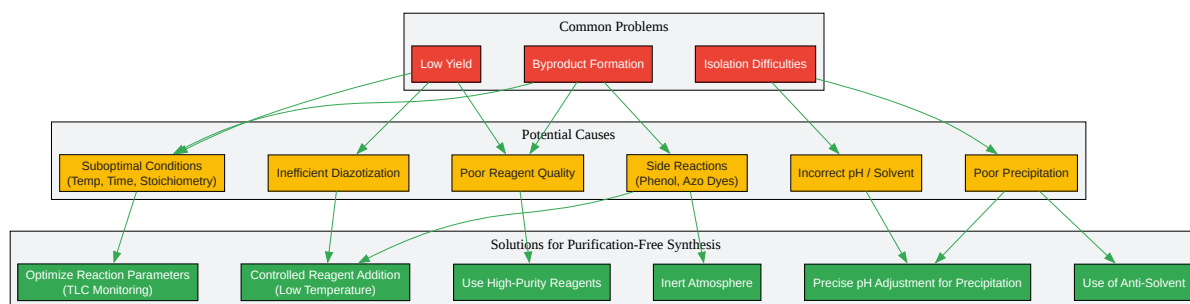 Common Problems
Low Yield
Byproduct Formation
Isolation Difficulties
Potential Causes
Suboptimal Conditions
(Temp, Time, Stoichiometry)
Inefficient Diazotization
Poor Reagent Quality
Side Reactions
(Phenol, Azo Dyes)
Incorrect pH / Solvent
Poor Precipitation
Solutions for Purification-Free Synthesis
Optimize Reaction Parameters
(TLC Monitoring)
Controlled Reagent Addition
(Low Temperature)
Use High-Purity Reagents
Inert Atmosphere
Precise pH Adjustment for Precipitation
Use of Anti-Solvent